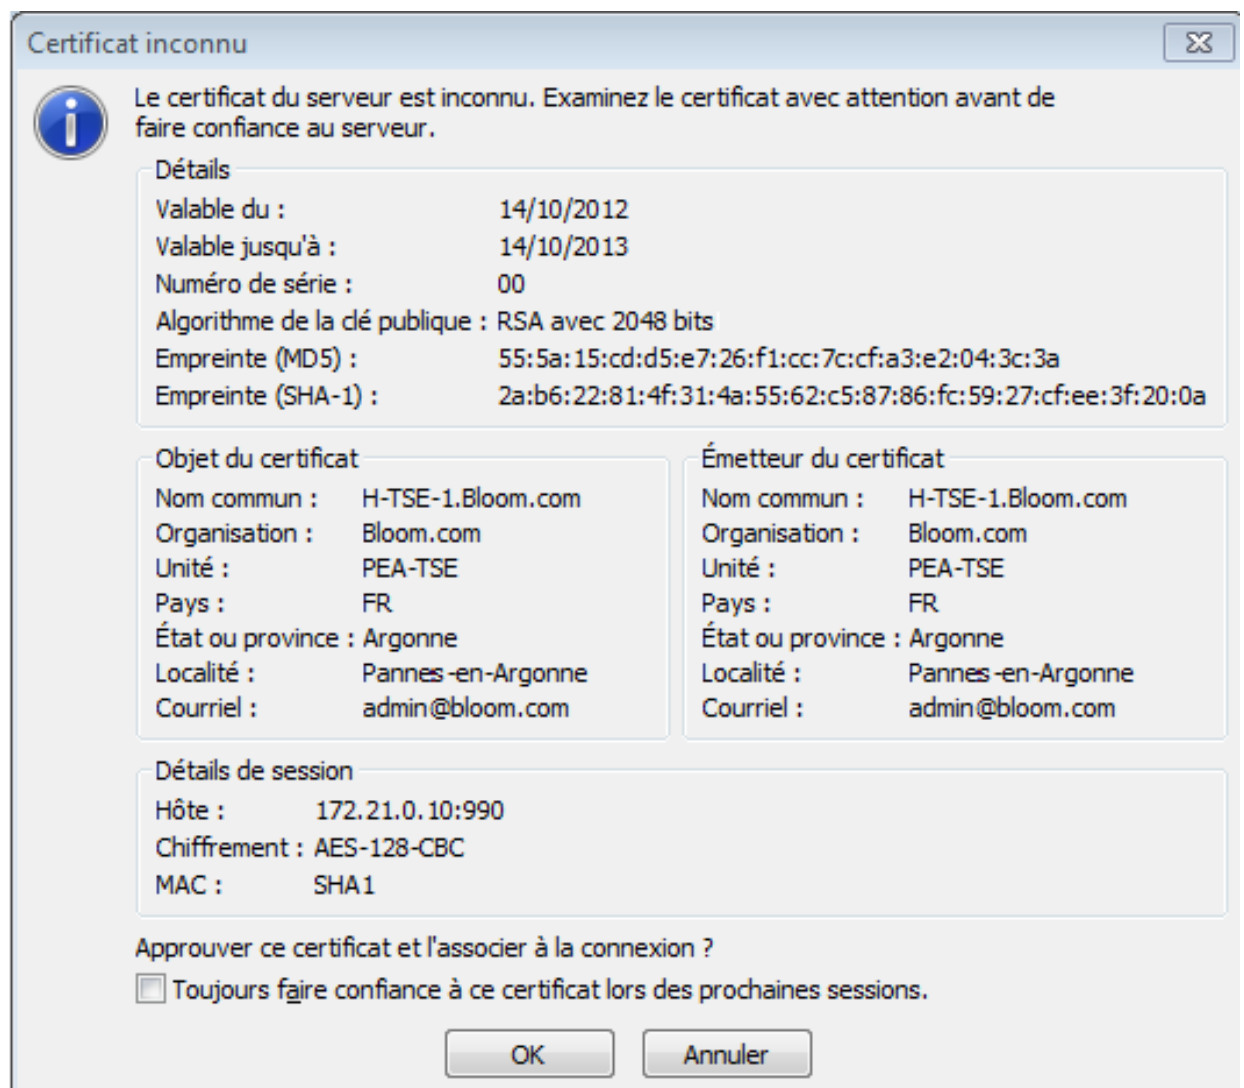 Certificat inconnu
Le certificat du serveur est inconnu. Examinez le certificat avec attention avant de
faire confiance au serveur.
Détails
Valable du : 14/10/2012
Valable jusqu'à : 14/10/2013
Numéro de série : 00
Algorithme de la clé publique : RSA avec 2048 bits
Empreinte (MD5) : 55:5a:15:cd:d5:e7:26:f1:cc:7c:cf:a3:e2:04:3c:3a
Empreinte (SHA-1) : 2a:b6:22:81:4f:31:4a:55:62:c5:87:86:fc:59:27:cf:ee:3f:20:0a
Objet du certificat
Nom commun : H-TSE-1.Bloom.com
Organisation : Bloom.com
Unité : PEA-TSE
Pays : FR
État ou province : Argonne
Localité : Pannes-en-Argonne
Courriel : admin@bloom.com
Émetteur du certificat
Nom commun : H-TSE-1.Bloom.com
Organisation : Bloom.com
Unité : PEA-TSE
Pays : FR
État ou province : Argonne
Localité : Pannes-en-Argonne
Courriel : admin@bloom.com
Détails de session
Hôte : 172.21.0.10:990
Chiffrement : AES-128-CBC
MAC : SHA1
Approuver ce certificat et l'associer à la connexion ?
Toujours faire confiance à ce certificat lors des prochaines sessions.
OK
Annuler